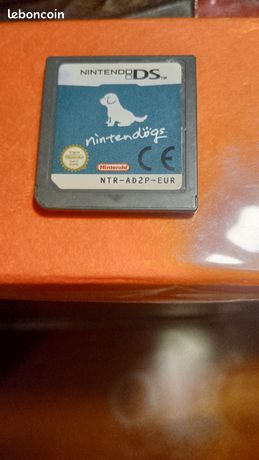 leboncoin
NINTENDO DS™
nintendogs
Nintendo
CE
NTR-AD2P-EUR